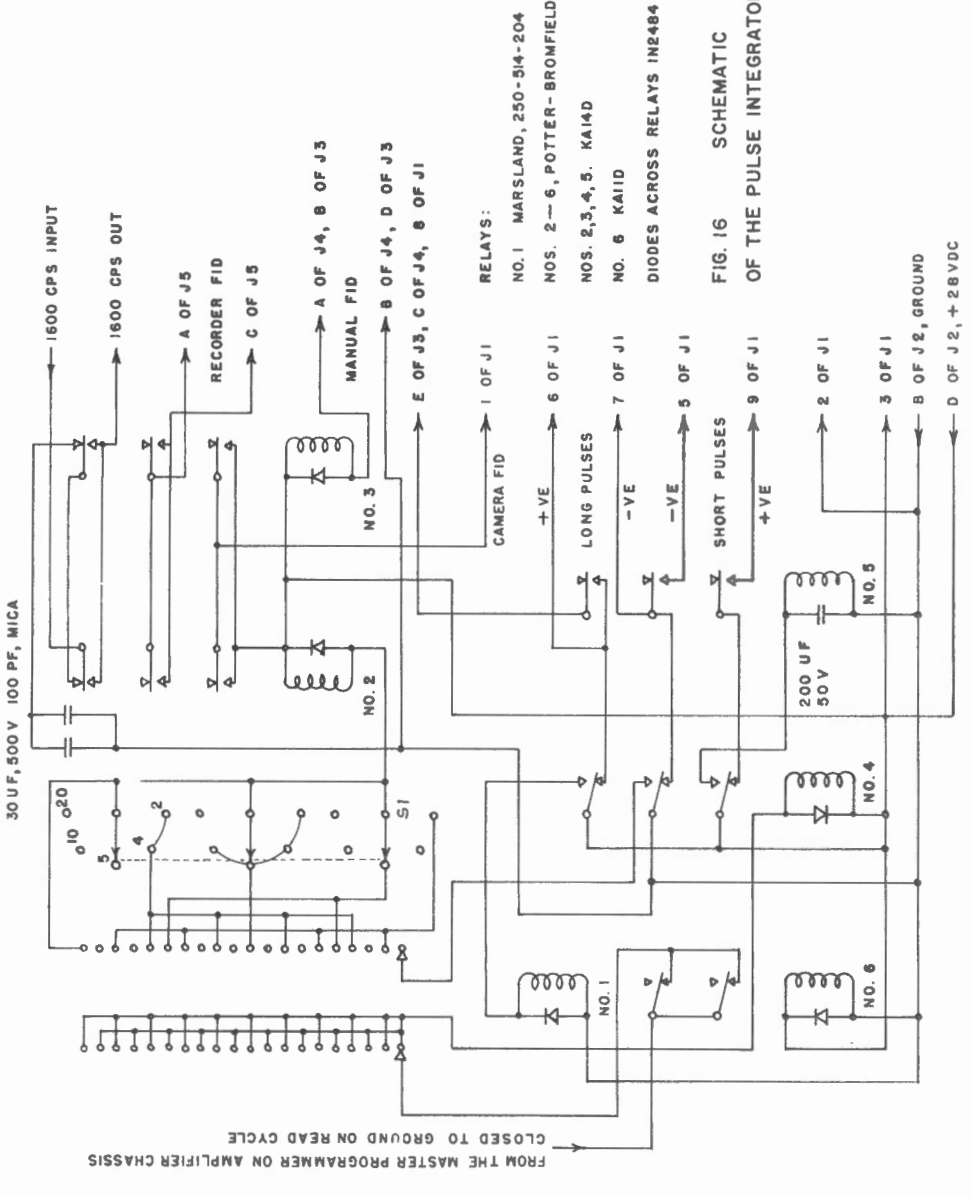 30 UF, 500 V 100 PF, MICA
1600 CPS INPUT
1600 CPS OUT
A OF J5
RECORDER FID
C OF J5
A OF J4, B OF J3
MANUAL FID
B OF J4, D OF J3
E OF J3, C OF J4, 8 OF J1
1 OF J1
CAMERA FID
+VE
6 OF J1
LONG PULSES
7 OF J1
-VE
-VE
5 OF J1
SHORT PULSES
+VE
9 OF J1
2 OF J1
3 OF J1
B OF J2, GROUND
D OF J2, +28VDC
NO. 3
NO. 2
20
10
5
4
2
S1
NO. 5
200 UF
50 V
NO. 4
NO. 1
NO. 6
FROM THE MASTER PROGRAMMER ON AMPLIFIER CHASSIS
CLOSED TO GROUND ON READ CYCLE
RELAYS:
NO. 1 MARSLAND, 250-514-204
NOS. 2-6, POTTER-BROMFIELD
NOS. 2,3,4,5. KA14D
NO. 6 KA11D
DIODES ACROSS RELAYS IN2484
FIG. 16 SCHEMATIC
OF THE PULSE INTEGRATO